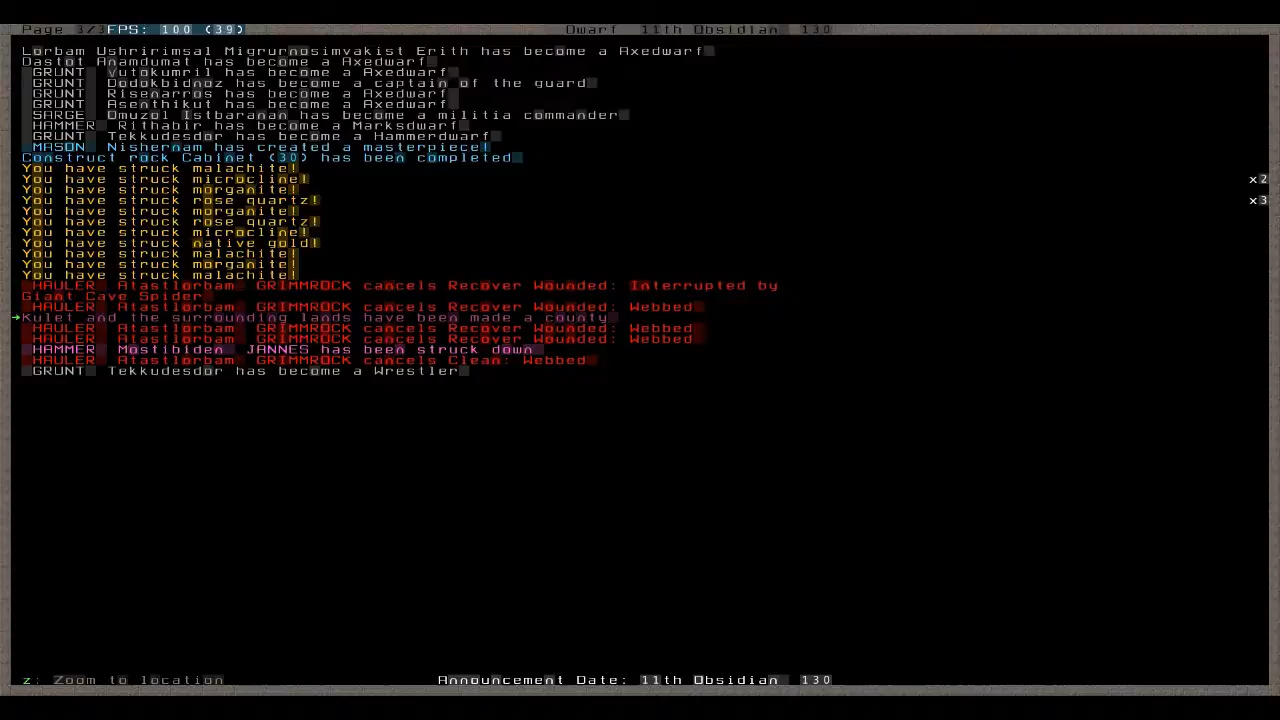 Page 3/3 FPS: 100 (39) Dwarf 11th Obsidian 130
Lorbam Ushririmsal Migrurnosimvakist Erith has become a Axedwarf
Dastot Anamdumat has become a Axedwarf
GRUNT Vutokumril has become a Axedwarf
GRUNT Dodokbidnoz has become a captain of the guard
GRUNT Risenarros has become a Axedwarf
GRUNT Asenthikut has become a Axedwarf
SARGE Omuzol Istbaranan has become a militia commander
HAMMER Rithabir has become a Marksdwarf
GRUNT Tekkudesdor has become a Hammerdwarf
MASON Nishernam has created a masterpiece!
Construct rock Cabinet (30) has been completed
You have struck malachite!
You have struck microcline! x2
You have struck morganite!
You have struck rose quartz! x3
You have struck morganite!
You have struck rose quartz!
You have struck microcline!
You have struck native gold!
You have struck malachite!
You have struck morganite!
You have struck malachite!
HAULER Atastlorbam GRIMMROCK cancels Recover Wounded: Interrupted by
Giant Cave Spider
HAULER Atastlorbam GRIMMROCK cancels Recover Wounded: Webbed
Kulet and the surrounding lands have been made a county
HAULER Atastlorbam GRIMMROCK cancels Recover Wounded: Webbed
HAULER Atastlorbam GRIMMROCK cancels Recover Wounded: Webbed
HAMMER Mostibiden JANNES has been struck down
HAULER Atastlorbam GRIMMROCK cancels Clean: Webbed
GRUNT Tekkudesdor has become a Wrestler
z: Zoom to location Announcement Date: 11th Obsidian 130